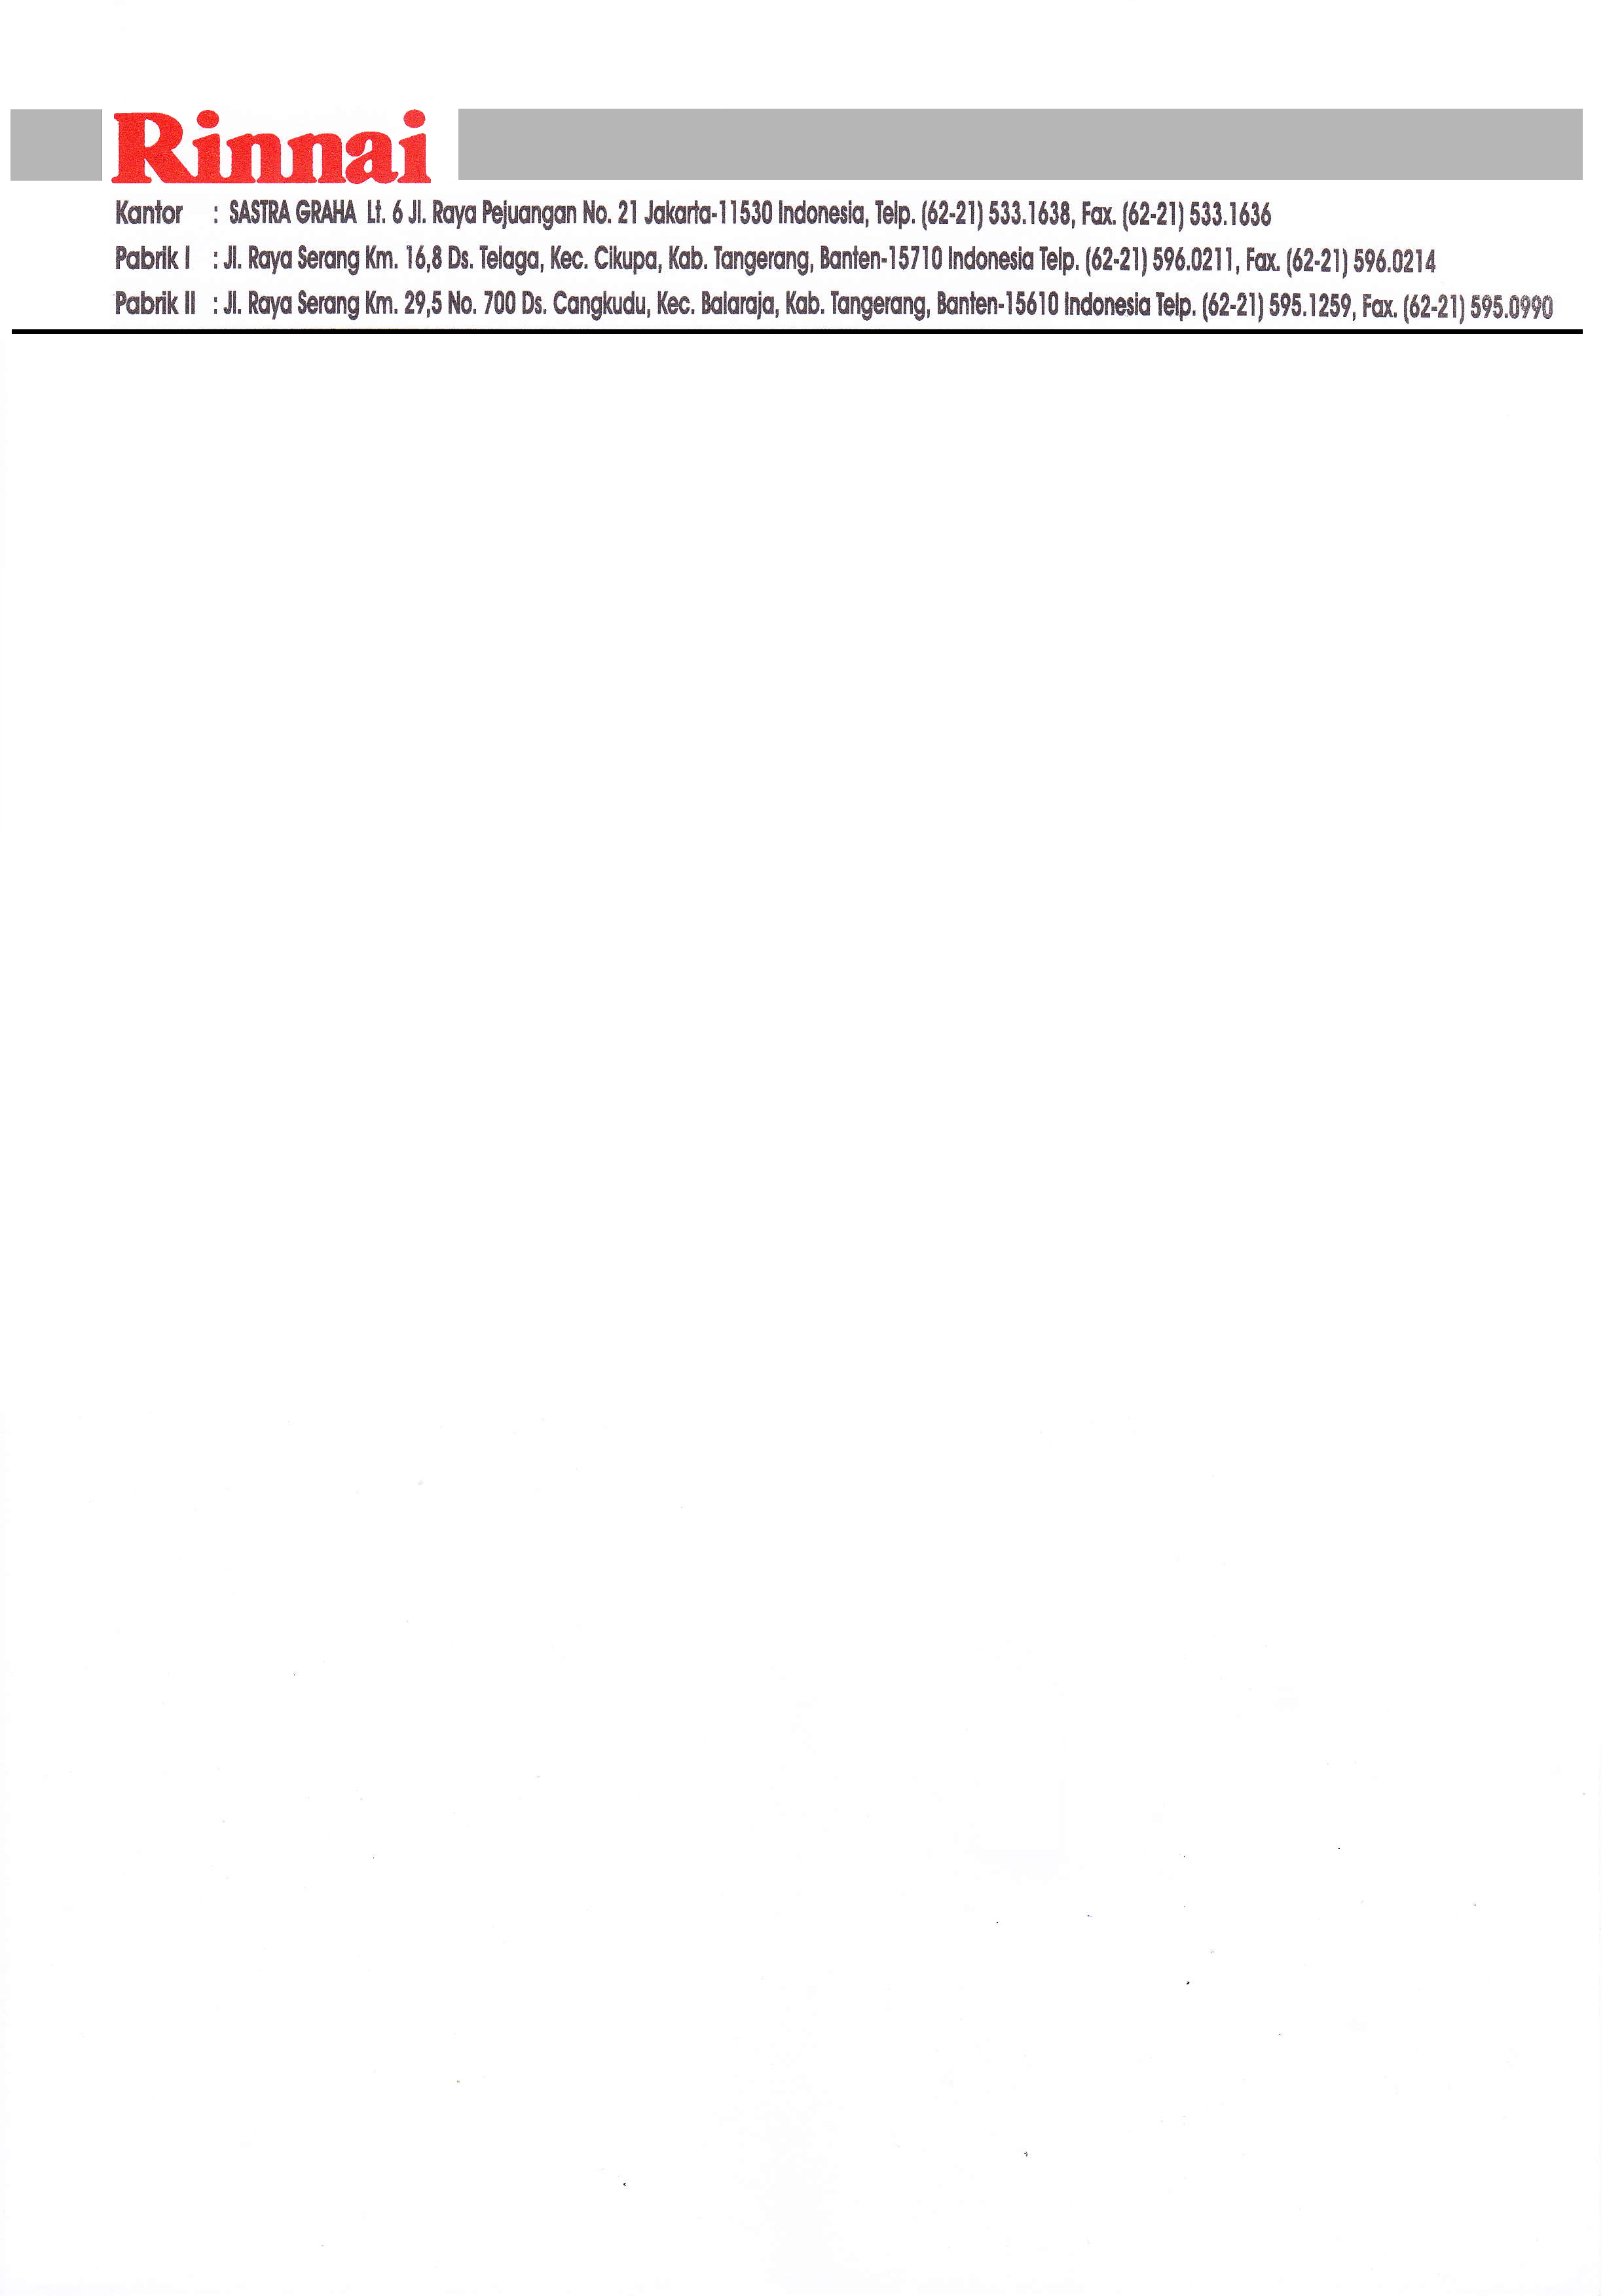 Rinnai
Kantor : SASTRA GRAHA Lt. 6 Jl. Raya Pejuangan No. 21 Jakarta-11530 Indonesia, Telp. (62-21) 533.1638, Fax. (62-21) 533.1636
Pabrik I : Jl. Raya Serang Km. 16,8 Ds. Telaga, Kec. Cikupa, Kab. Tangerang, Banten-15710 Indonesia Telp. (62-21) 596.0211, Fax. (62-21) 596.0214
Pabrik II : Jl. Raya Serang Km. 29,5 No. 700 Ds. Cangkudu, Kec. Balaraja, Kab. Tangerang, Banten-15610 Indonesia Telp. (62-21) 595.1259, Fax. (62-21) 595.0990